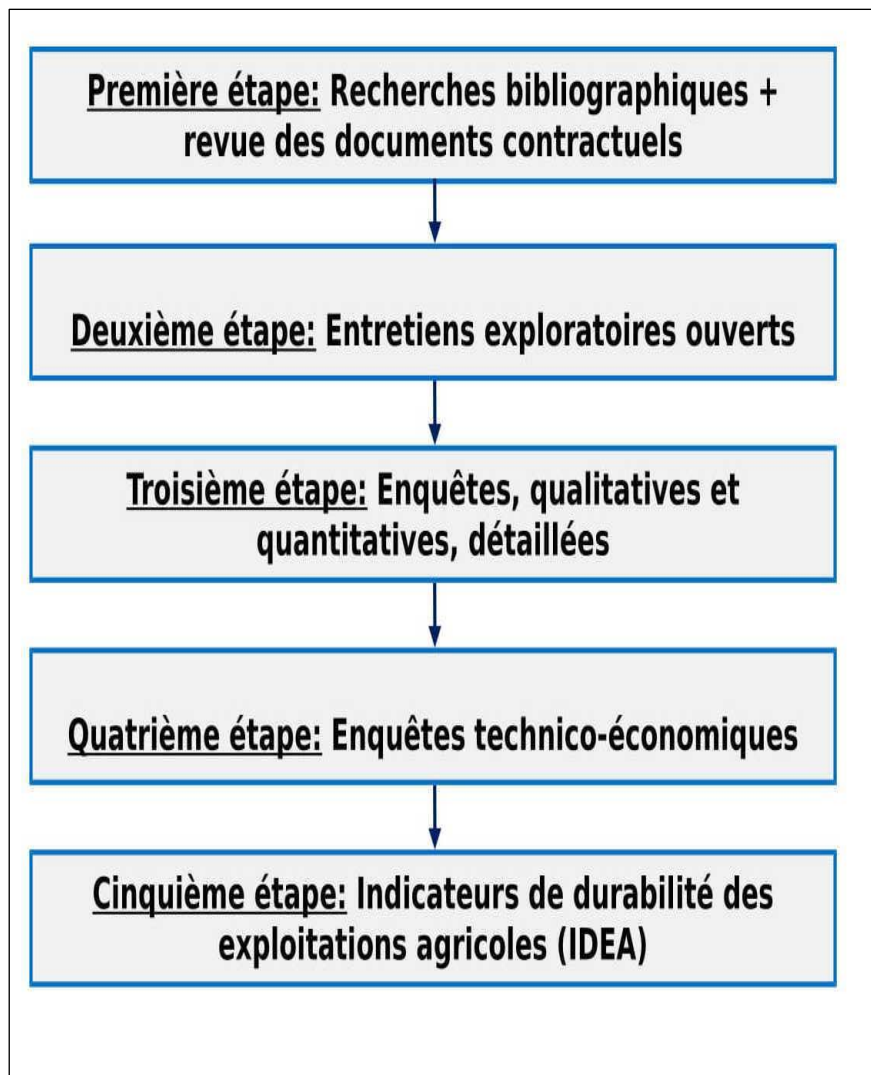 Première étape: Recherches bibliographiques +
revue des documents contractuels
Deuxième étape: Entretiens exploratoires ouverts
Troisième étape: Enquêtes, qualitatives et
quantitatives, détaillées
Quatrième étape: Enquêtes technico-économiques
Cinquième étape: Indicateurs de durabilité des
exploitations agricoles (IDEA)